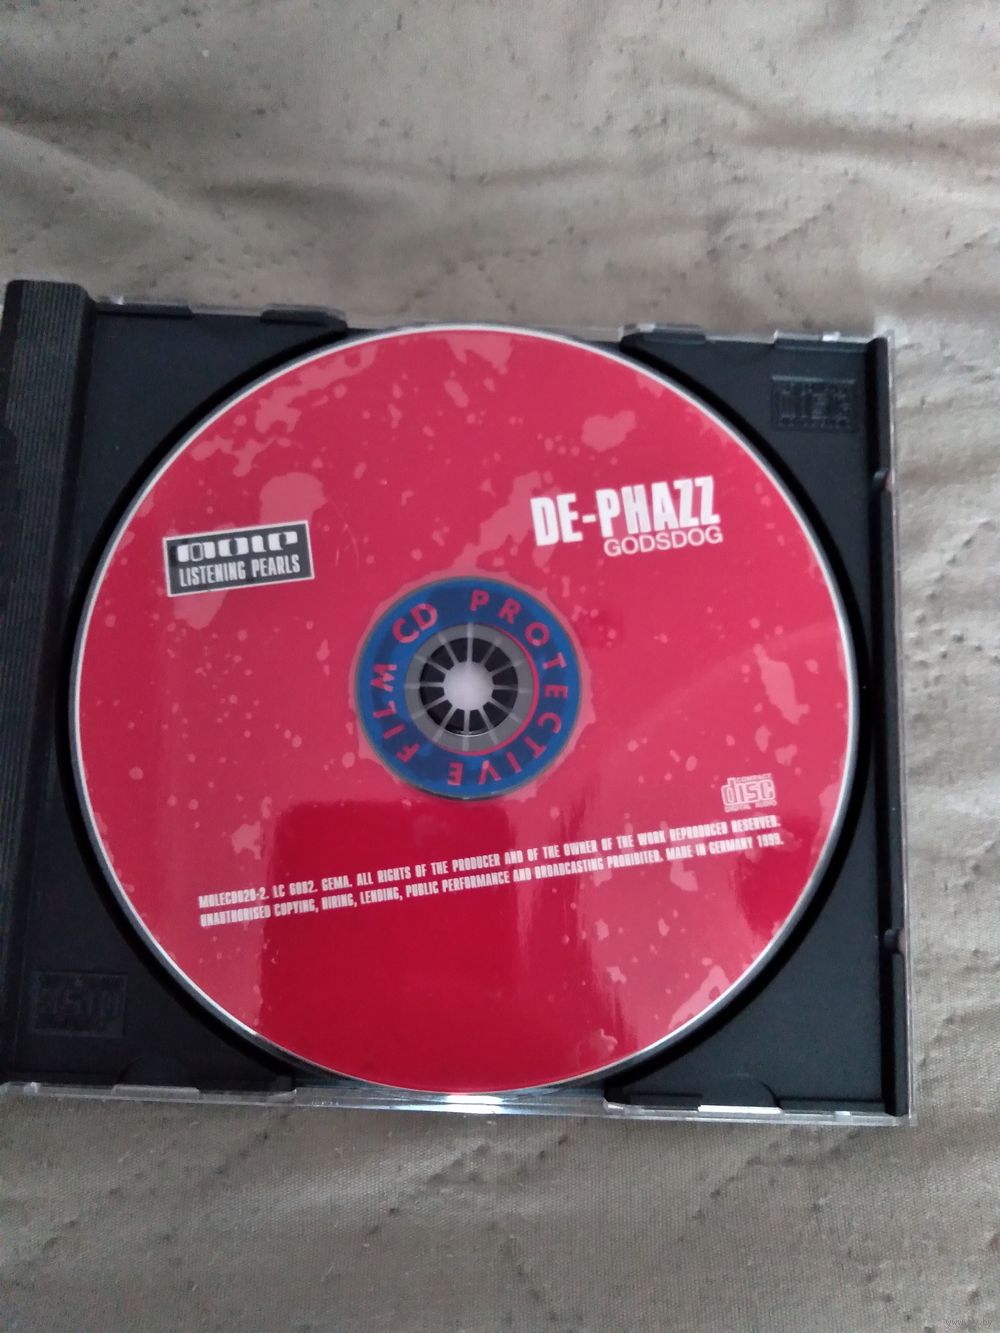 DE-PHAZZ
GODSDOG
mole
LISTENING PEARLS
CD PROTECTIVE FILM
COMPACT
disc
DIGITAL AUDIO
MOLECD020-2. LC 6082. GEMA. ALL RIGHTS OF THE PRODUCER AND OF THE OWNER OF THE WORK REPRODUCED RESERVED.
UNAUTHORISED COPYING, HIRING, LENDING, PUBLIC PERFORMANCE AND BROADCASTING PROHIBITED. MADE IN GERMANY 1999.